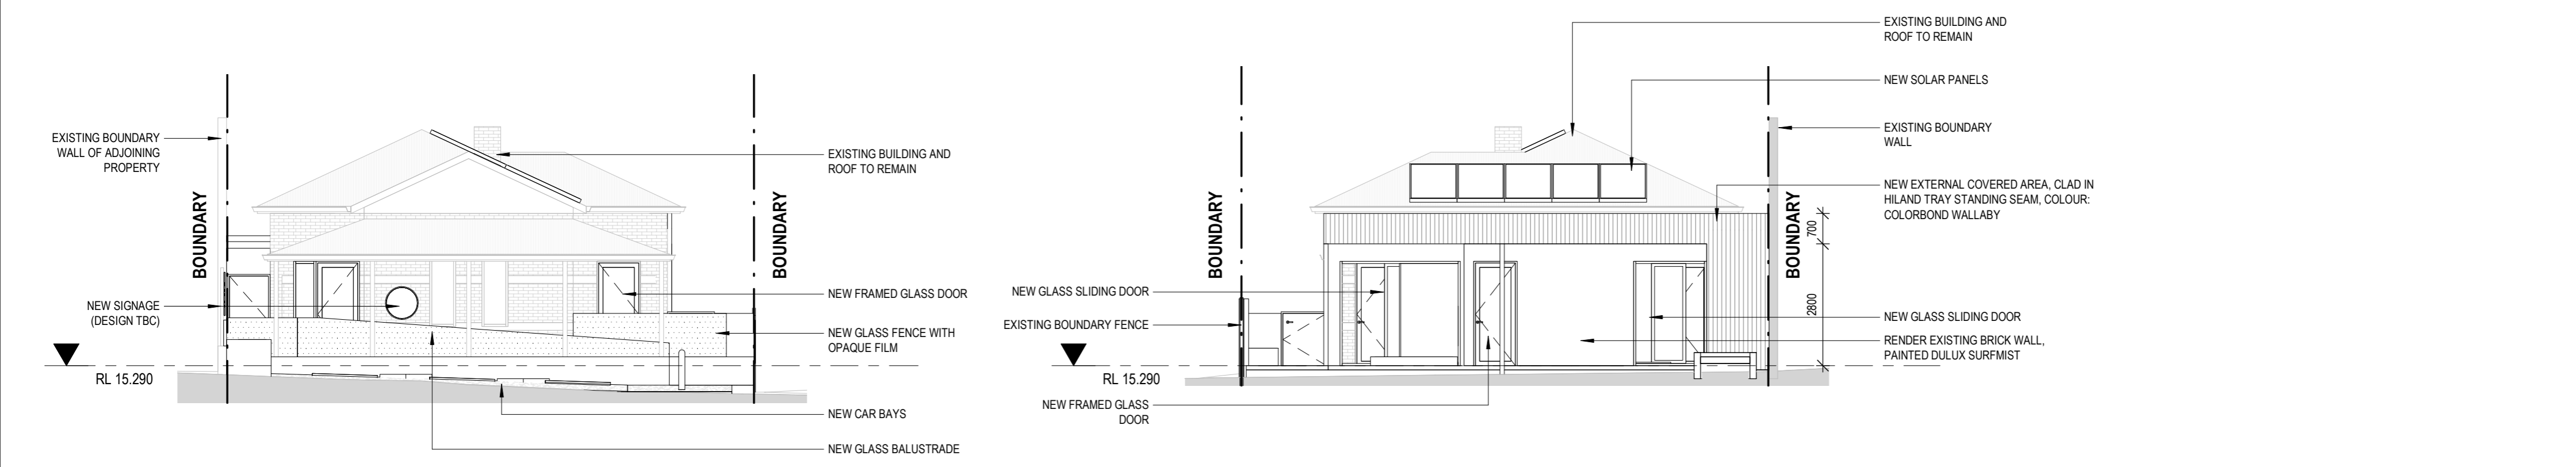 EXISTING BOUNDARY
WALL OF ADJOINING
PROPERTY
BOUNDARY
NEW SIGNAGE
(DESIGN TBC)
RL 15.290
EXISTING BUILDING AND
ROOF TO REMAIN
BOUNDARY
NEW FRAMED GLASS DOOR
NEW GLASS FENCE WITH
OPAQUE FILM
NEW CAR BAYS
NEW GLASS BALUSTRADE
BOUNDARY
NEW GLASS SLIDING DOOR
EXISTING BOUNDARY FENCE
RL 15.290
NEW FRAMED GLASS
DOOR
EXISTING BUILDING AND
ROOF TO REMAIN
NEW SOLAR PANELS
EXISTING BOUNDARY
WALL
NEW EXTERNAL COVERED AREA, CLAD IN
HILAND TRAY STANDING SEAM, COLOUR:
COLORBOND WALLABY
BOUNDARY
700
2800
NEW GLASS SLIDING DOOR
RENDER EXISTING BRICK WALL,
PAINTED DULUX SURFMIST